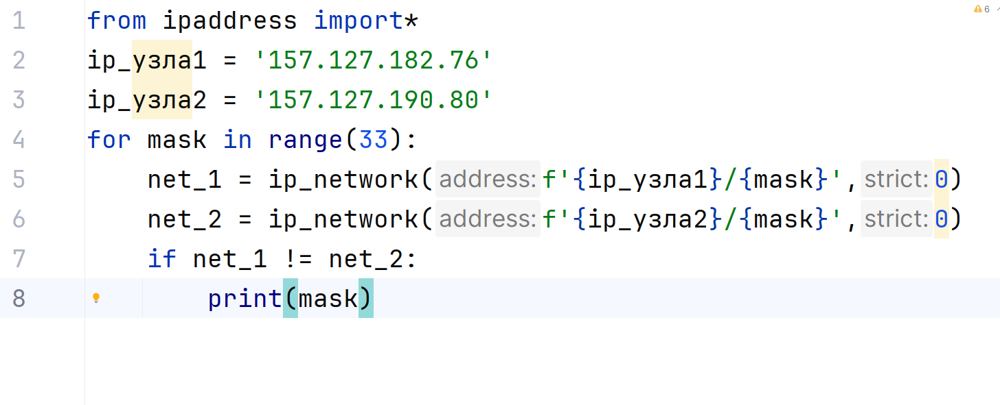 6
1 from ipaddress import*
2 ip_узла1 = '157.127.182.76'
3 ip_узла2 = '157.127.190.80'
4 for mask in range(33):
5 net_1 = ip_network(address:f'{ip_узла1}/{mask}',strict:0)
6 net_2 = ip_network(address:f'{ip_узла2}/{mask}',strict:0)
7 if net_1 != net_2:
8 print(mask)